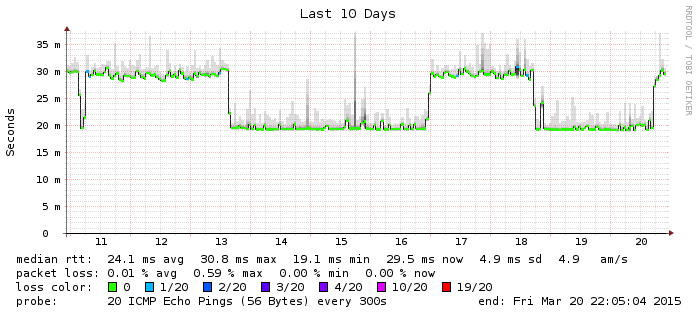 Last 10 Days
RRDTOOL / TOBI OETIKER
Seconds
35 m
30 m
25 m
20 m
15 m
10 m
5 m
0
11 12 13 14 15 16 17 18 19 20
median rtt: 24.1 ms avg 30.8 ms max 19.1 ms min 29.5 ms now 4.9 ms sd 4.9 am/s
packet loss: 0.01 % avg 0.59 % max 0.00 % min 0.00 % now
loss color: 0 1/20 2/20 3/20 4/20 10/20 19/20
probe: 20 ICMP Echo Pings (56 Bytes) every 300s end: Fri Mar 20 22:05:04 2015